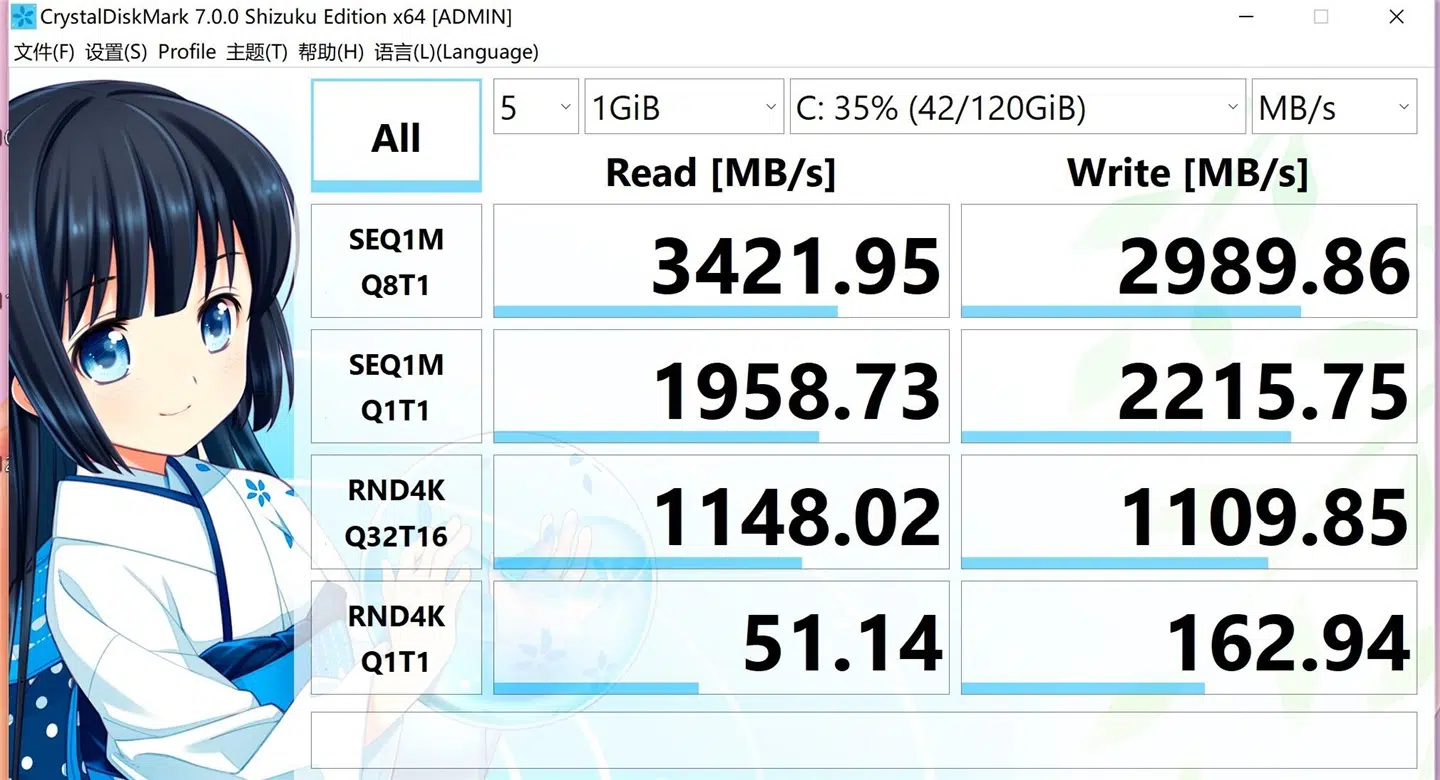 CrystalDiskMark 7.0.0 Shizuku Edition x64 [ADMIN]
文件(F) 设置(S) Profile 主题(T) 帮助(H) 语言(L)(Language)
All
5 1GiB C: 35% (42/120GiB) MB/s
Read [MB/s] Write [MB/s]
SEQ1M
Q8T1
3421.95 2989.86
SEQ1M
Q1T1
1958.73 2215.75
RND4K
Q32T16
1148.02 1109.85
RND4K
Q1T1
51.14 162.94